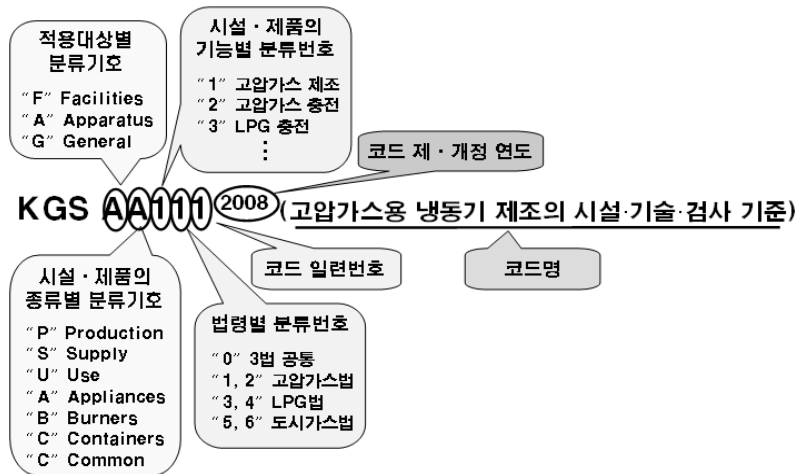 적용대상별
분류기호
“F” Facilities
“A” Apparatus
“G” General
시설·제품의
기능별 분류번호
“1” 고압가스 제조
“2” 고압가스 충전
“3” LPG 충전
⋮
코드 제·개정 연도
KGS AA111 2008 (고압가스용 냉동기 제조의 시설·기술·검사 기준)
코드 일련번호
코드명
시설·제품의
종류별 분류기호
“P” Production
“S” Supply
“U” Use
“A” Appliances
“B” Burners
“C” Containers
“C” Common
법령별 분류번호
“0” 3법 공통
“1, 2” 고압가스법
“3, 4” LPG법
“5, 6” 도시가스법